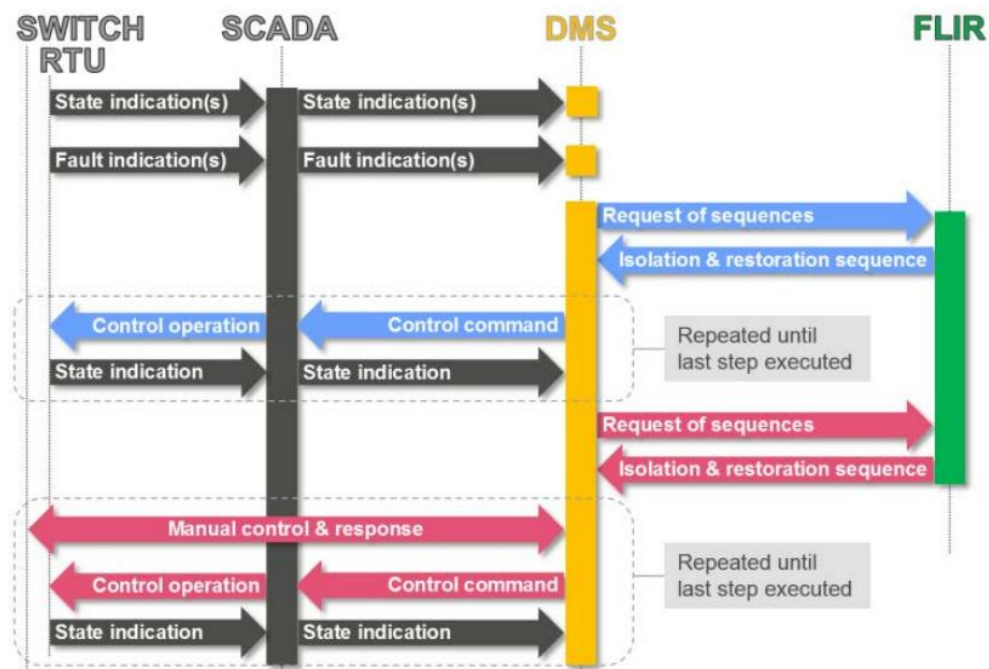 SWITCH SCADA DMS FLIR
RTU
State indication(s) State indication(s)
Fault indication(s) Fault indication(s)
Request of sequences
Isolation & restoration sequence
Control operation Control command
Repeated until
last step executed
State indication State indication
Request of sequences
Isolation & restoration sequence
Manual control & response
Repeated until
last step executed
Control operation Control command
State indication State indication